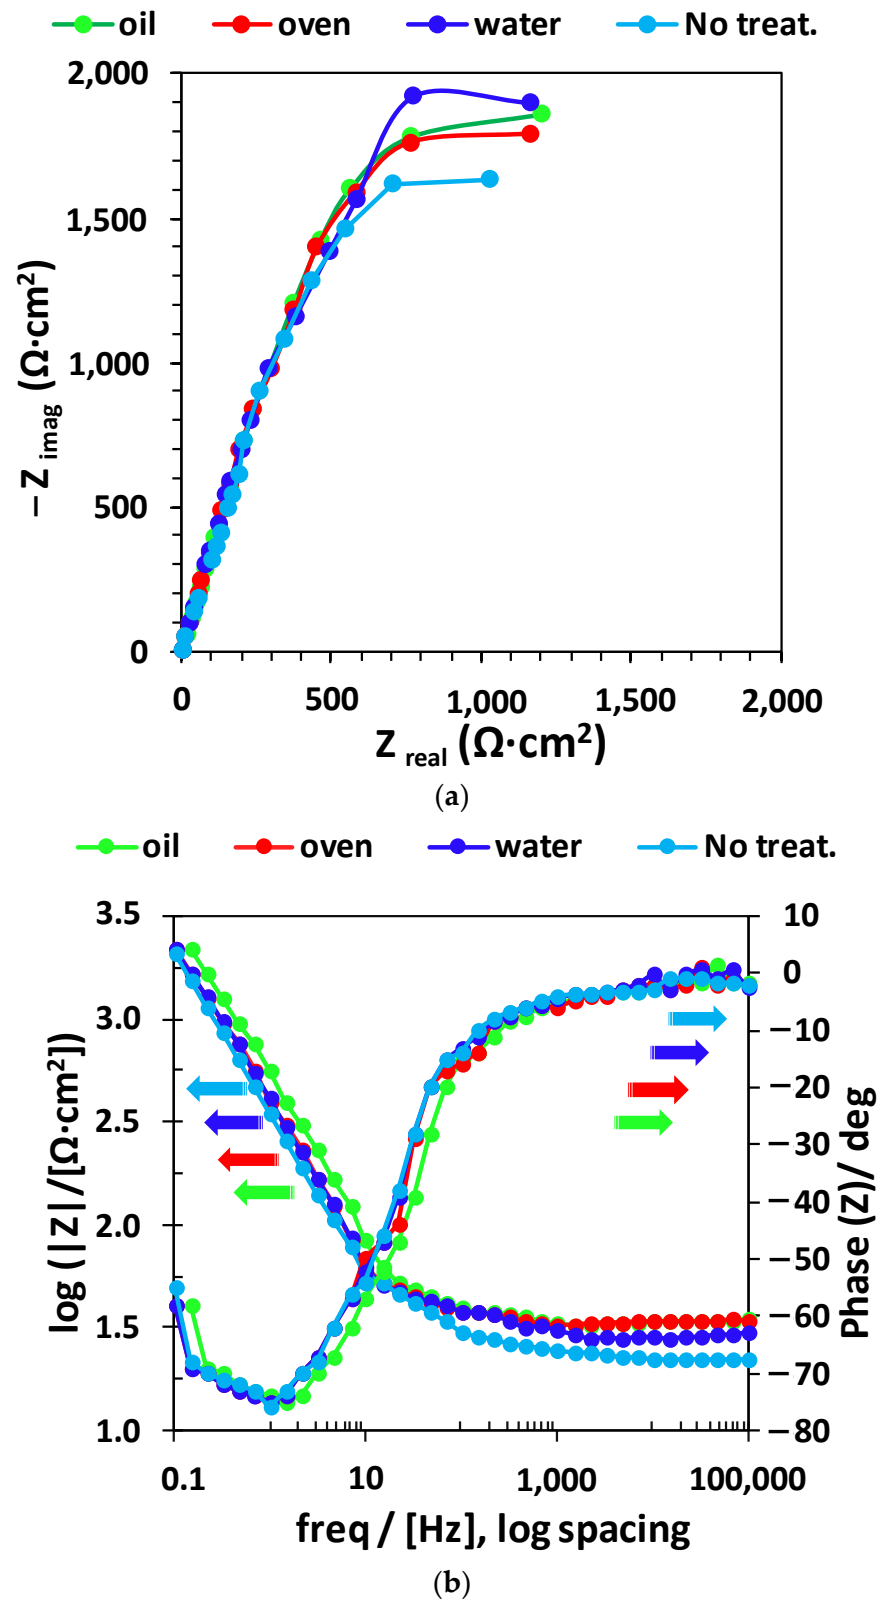 oil oven water No treat.
2,000
1,500
1,000
500
0
− Z imag (Ω·cm²)
0 500 1,000 1,500 2,000
Z real (Ω·cm²)
(a)
oil oven water No treat.
3.5 10
0
3.0 −10
−20
2.5 −30
−40
2.0 −50
1.5 −60
−70
1.0 −80
log (|Z| /[Ω·cm²])
Phase (Z)/ deg
0.1 10 1,000 100,000
freq / [Hz], log spacing
(b)